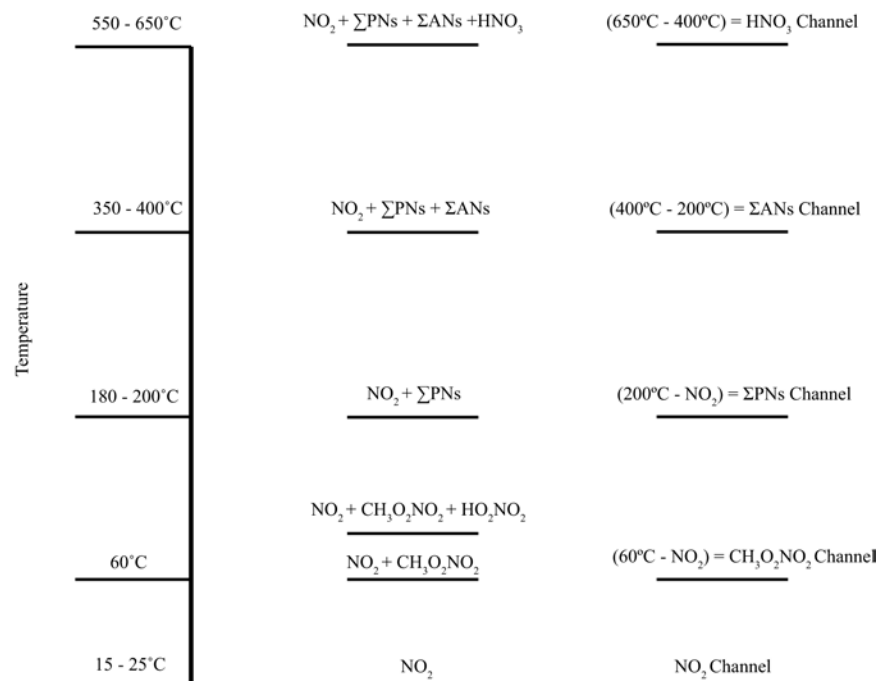 550 - 650˚C NO₂ + ∑PNs + ΣANs +HNO₃ (650ºC - 400ºC) = HNO₃ Channel
350 - 400˚C NO₂ + ∑PNs + ΣANs (400ºC - 200ºC) = ΣANs Channel
Temperature
180 - 200˚C NO₂ + ∑PNs (200ºC - NO₂) = ΣPNs Channel
NO₂ + CH₃O₂NO₂ + HO₂NO₂
60˚C NO₂ + CH₃O₂NO₂ (60ºC - NO₂) = CH₃O₂NO₂ Channel
15 - 25˚C NO₂ NO₂ Channel